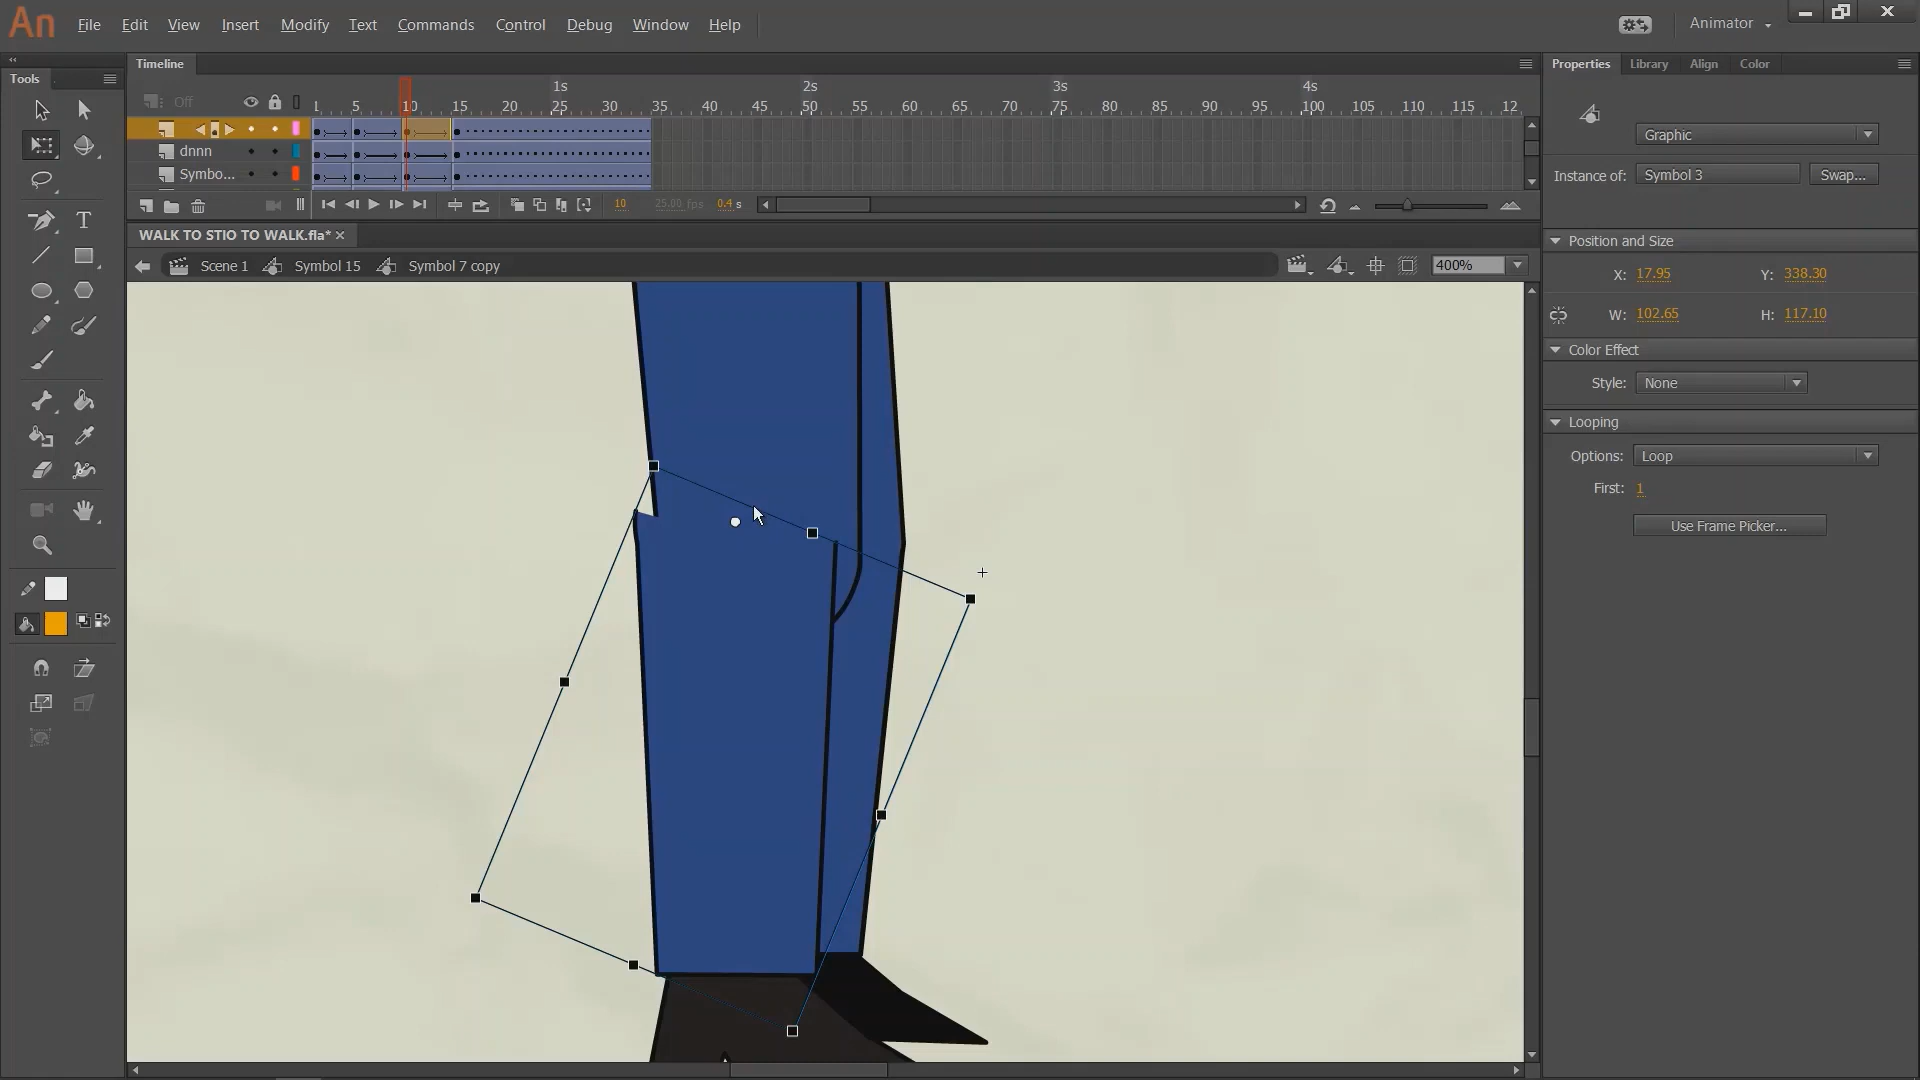 An File Edit View Insert Modify Text Commands Control Debug Window Help Animator
Tools
Timeline
Properties Library Align Color
Off
1s 2s 3s 4s
1 5 10 15 20 25 30 35 40 45 50 55 60 65 70 75 80 85 90 95 100 105 110 115 12
dnnn
Symbo...
10 25.00 fps 0.4 s
WALK TO STIO TO WALK.fla*
Scene 1 Symbol 15 Symbol 7 copy 400%
T
Graphic
Instance of: Symbol 3 Swap...
Position and Size
X: 17.95 Y: 338.30
W: 102.65 H: 117.10
Color Effect
Style: None
Looping
Options: Loop
First: 1
Use Frame Picker...